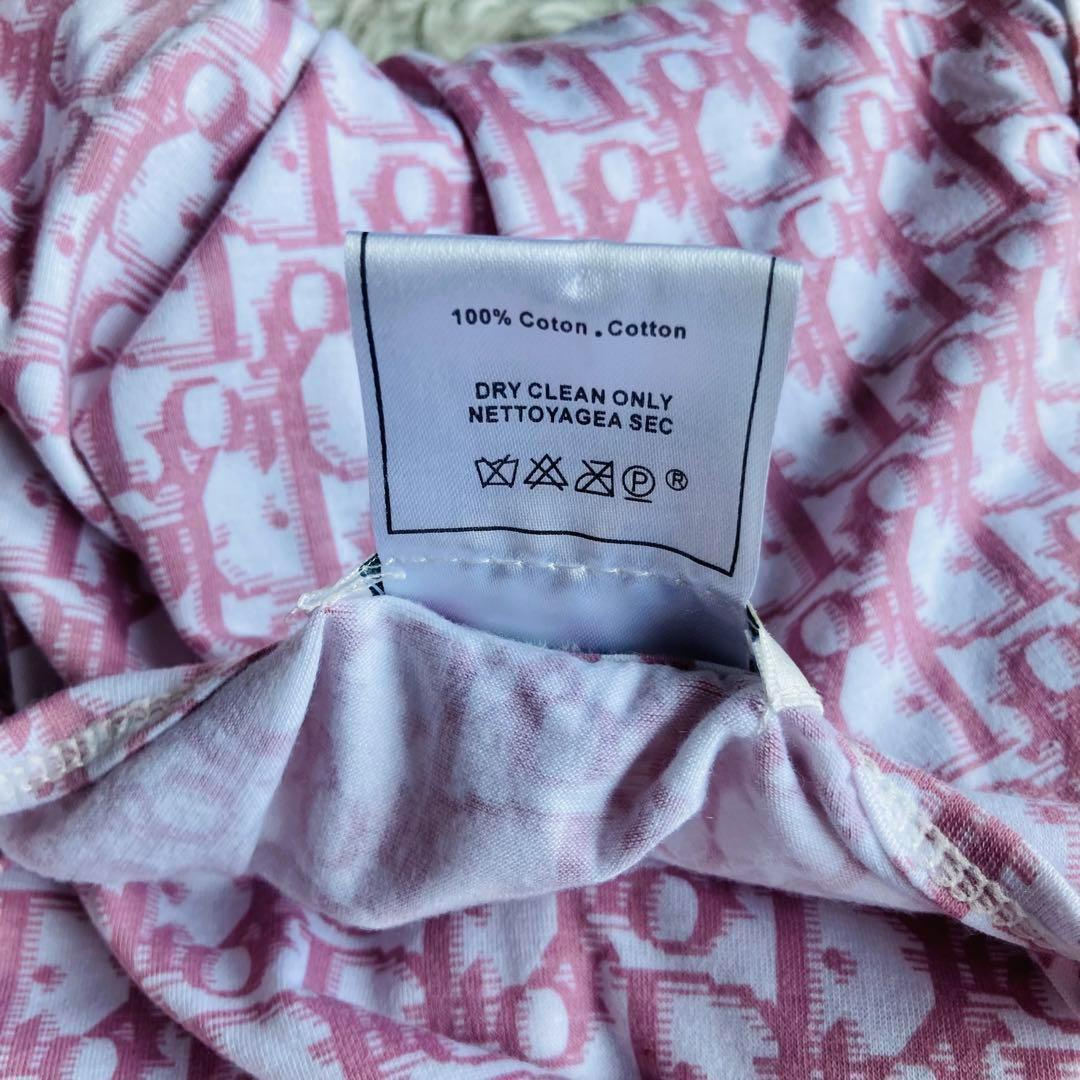 100% Coton . Cotton
DRY CLEAN ONLY
NETTOYAGEA SEC
P ®